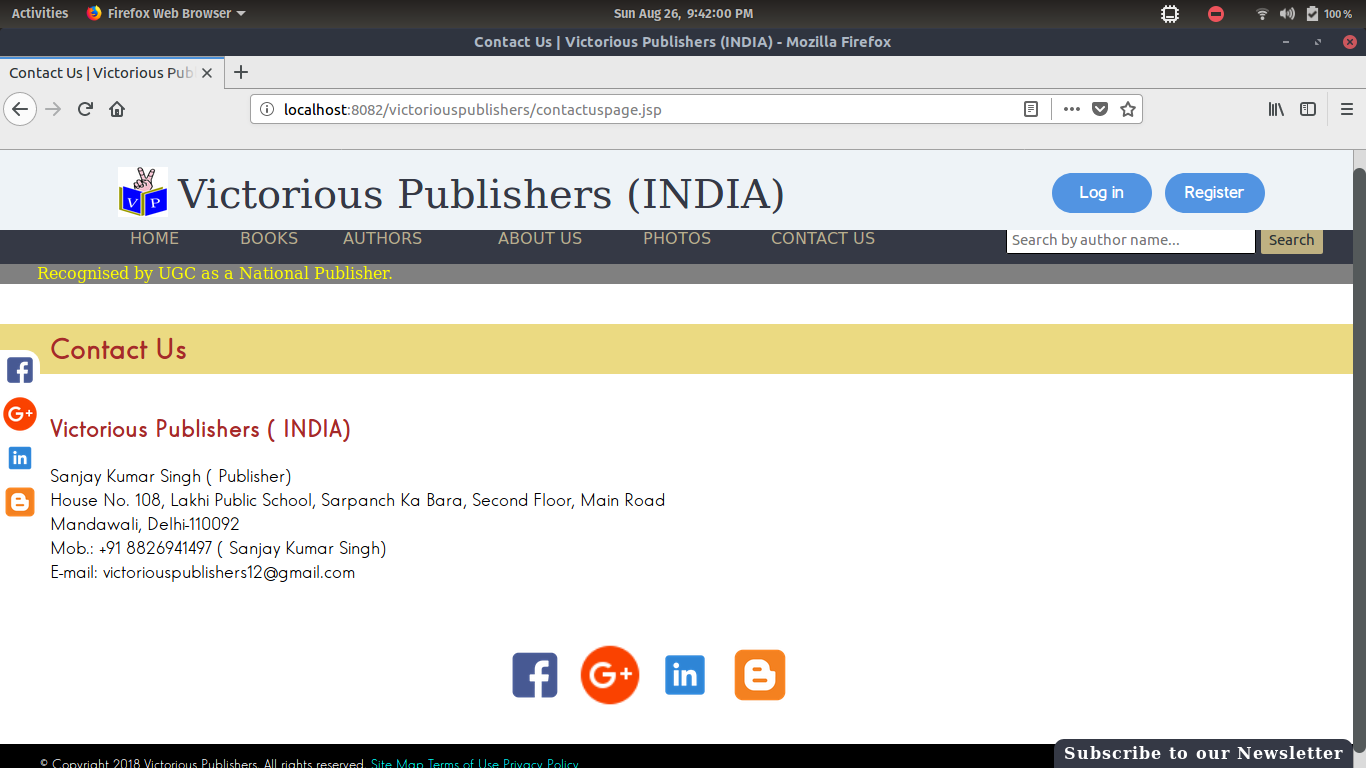 Activities Firefox Web Browser Sun Aug 26, 9:42:00 PM 100 %
Contact Us | Victorious Publishers (INDIA) - Mozilla Firefox
Contact Us | Victorious Pub
localhost:8082/victoriouspublishers/contactuspage.jsp
V P Victorious Publishers (INDIA) Log in Register
HOME BOOKS AUTHORS ABOUT US PHOTOS CONTACT US Search by author name... Search
Recognised by UGC as a National Publisher.
Contact Us
Victorious Publishers ( INDIA)
Sanjay Kumar Singh ( Publisher)
House No. 108, Lakhi Public School, Sarpanch Ka Bara, Second Floor, Main Road
Mandawali, Delhi-110092
Mob.: +91 8826941497 ( Sanjay Kumar Singh)
E-mail: victoriouspublishers12@gmail.com
Subscribe to our Newsletter
© Copyright 2018 Victorious Publishers. All rights reserved. Site Map Terms of Use Privacy Policy